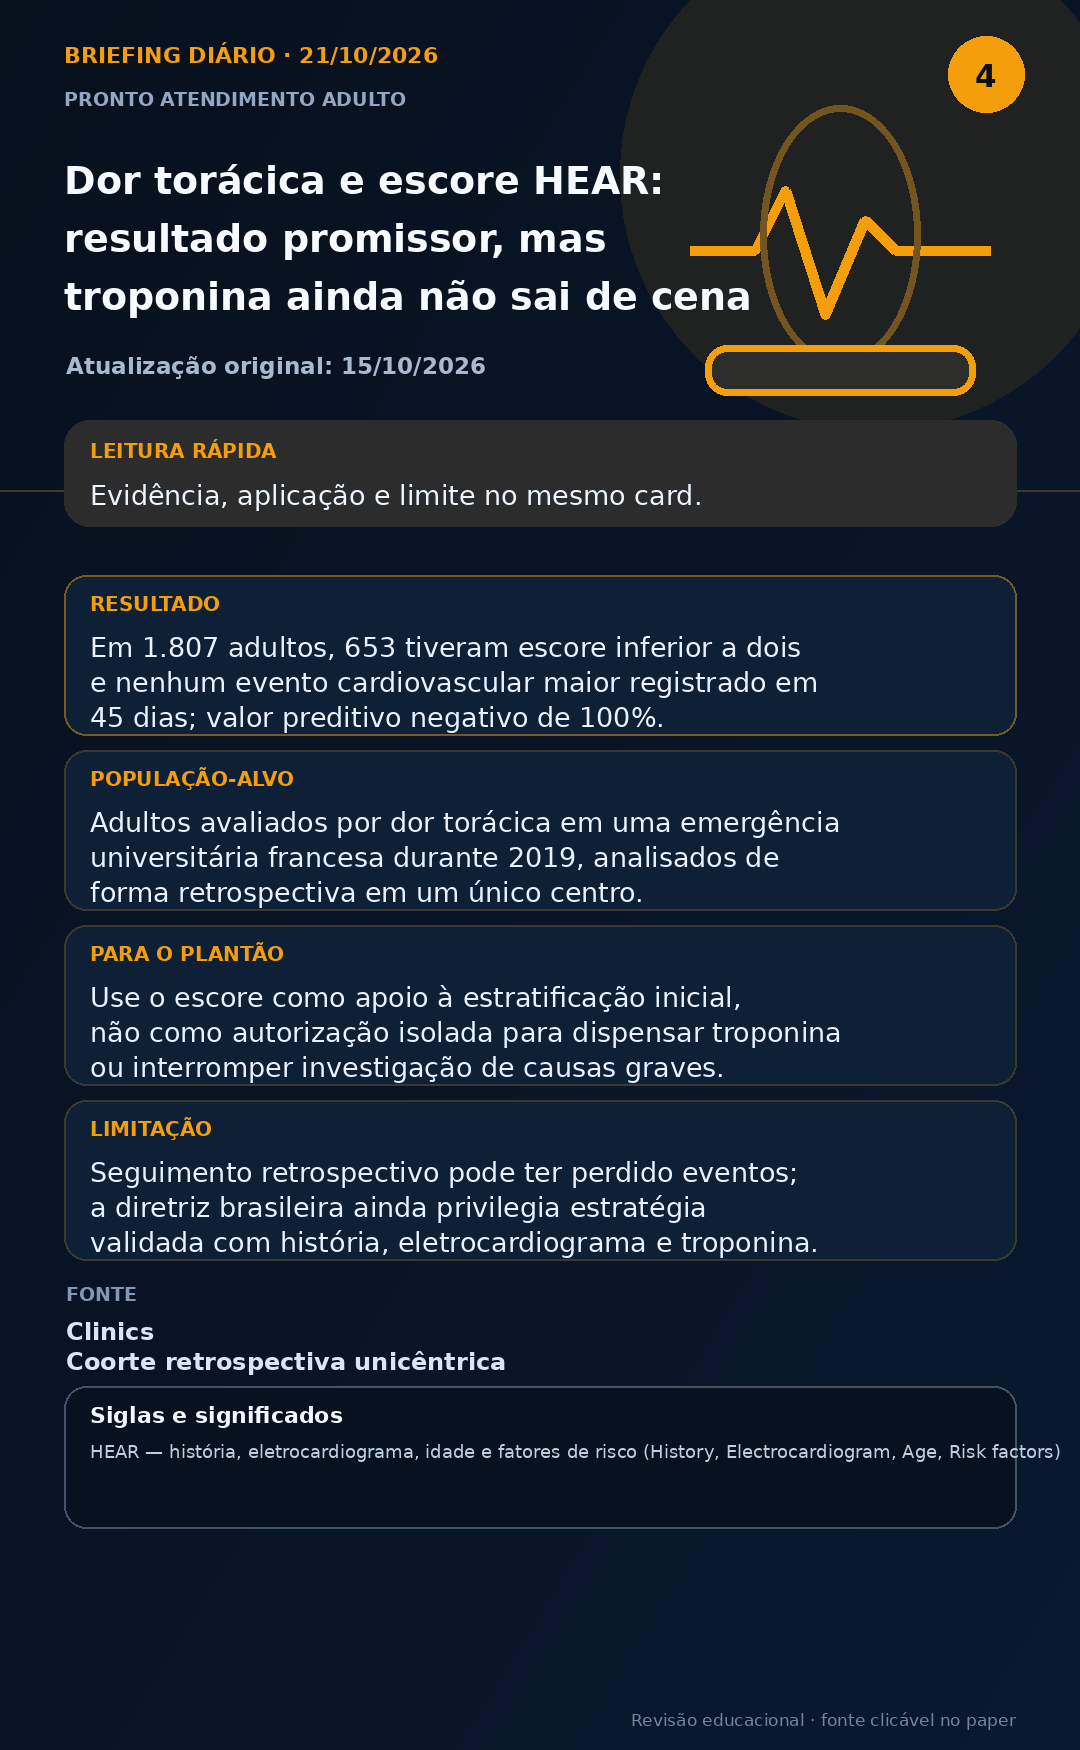 BRIEFING DIÁRIO · 21/10/2026
4
PRONTO ATENDIMENTO ADULTO
Dor torácica e escore HEAR:
resultado promissor, mas
troponina ainda não sai de cena
Atualização original: 15/10/2026
LEITURA RÁPIDA
Evidência, aplicação e limite no mesmo card.
RESULTADO
Em 1.807 adultos, 653 tiveram escore inferior a dois
e nenhum evento cardiovascular maior registrado em
45 dias; valor preditivo negativo de 100%.
POPULAÇÃO-ALVO
Adultos avaliados por dor torácica em uma emergência
universitária francesa durante 2019, analisados de
forma retrospectiva em um único centro.
PARA O PLANTÃO
Use o escore como apoio à estratificação inicial,
não como autorização isolada para dispensar troponina
ou interromper investigação de causas graves.
LIMITAÇÃO
Seguimento retrospectivo pode ter perdido eventos;
a diretriz brasileira ainda privilegia estratégia
validada com história, eletrocardiograma e troponina.
FONTE
Clinics
Coorte retrospectiva unicêntrica
Siglas e significados
HEAR — história, eletrocardiograma, idade e fatores de risco (History, Electrocardiogram, Age, Risk factors)
Revisão educacional · fonte clicável no paper